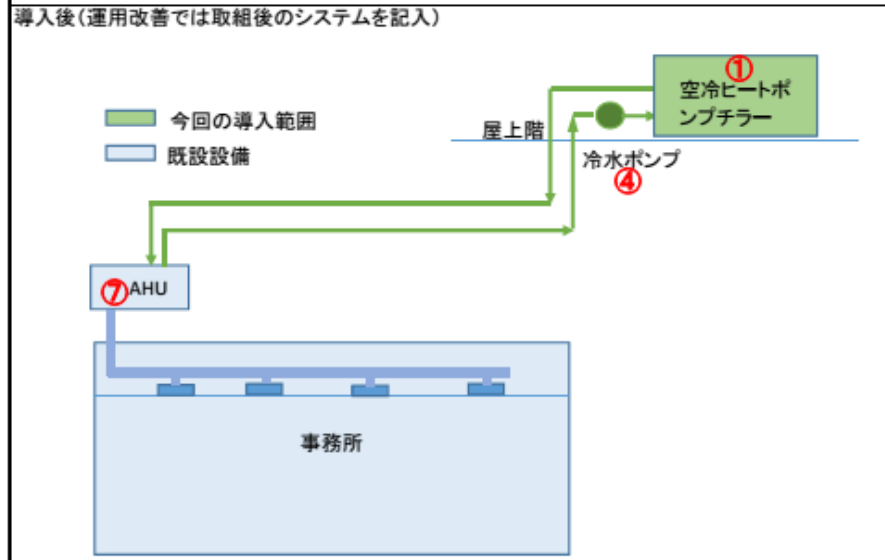 導入後(運用改善では取組後のシステムを記入)
①
空冷ヒートポ
ンプチラー
今回の導入範囲
既設設備
屋上階
冷水ポンプ
④
⑦AHU
事務所